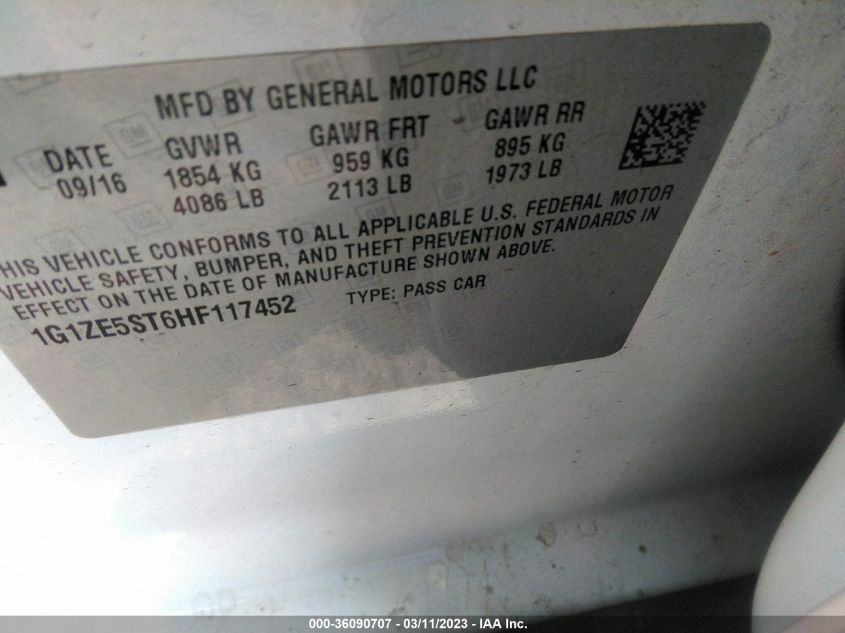 MFD BY GENERAL MOTORS LLC
DATE GVWR GAWR FRT GAWR RR
09/16 1854 KG 959 KG 895 KG
4086 LB 2113 LB 1973 LB
HIS VEHICLE CONFORMS TO ALL APPLICABLE U.S. FEDERAL MOTOR
VEHICLE SAFETY, BUMPER, AND THEFT PREVENTION STANDARDS IN
EFFECT ON THE DATE OF MANUFACTURE SHOWN ABOVE.
1G1ZE5ST6HF117452 TYPE: PASS CAR
000-36090707 - 03/11/2023 - IAA Inc.